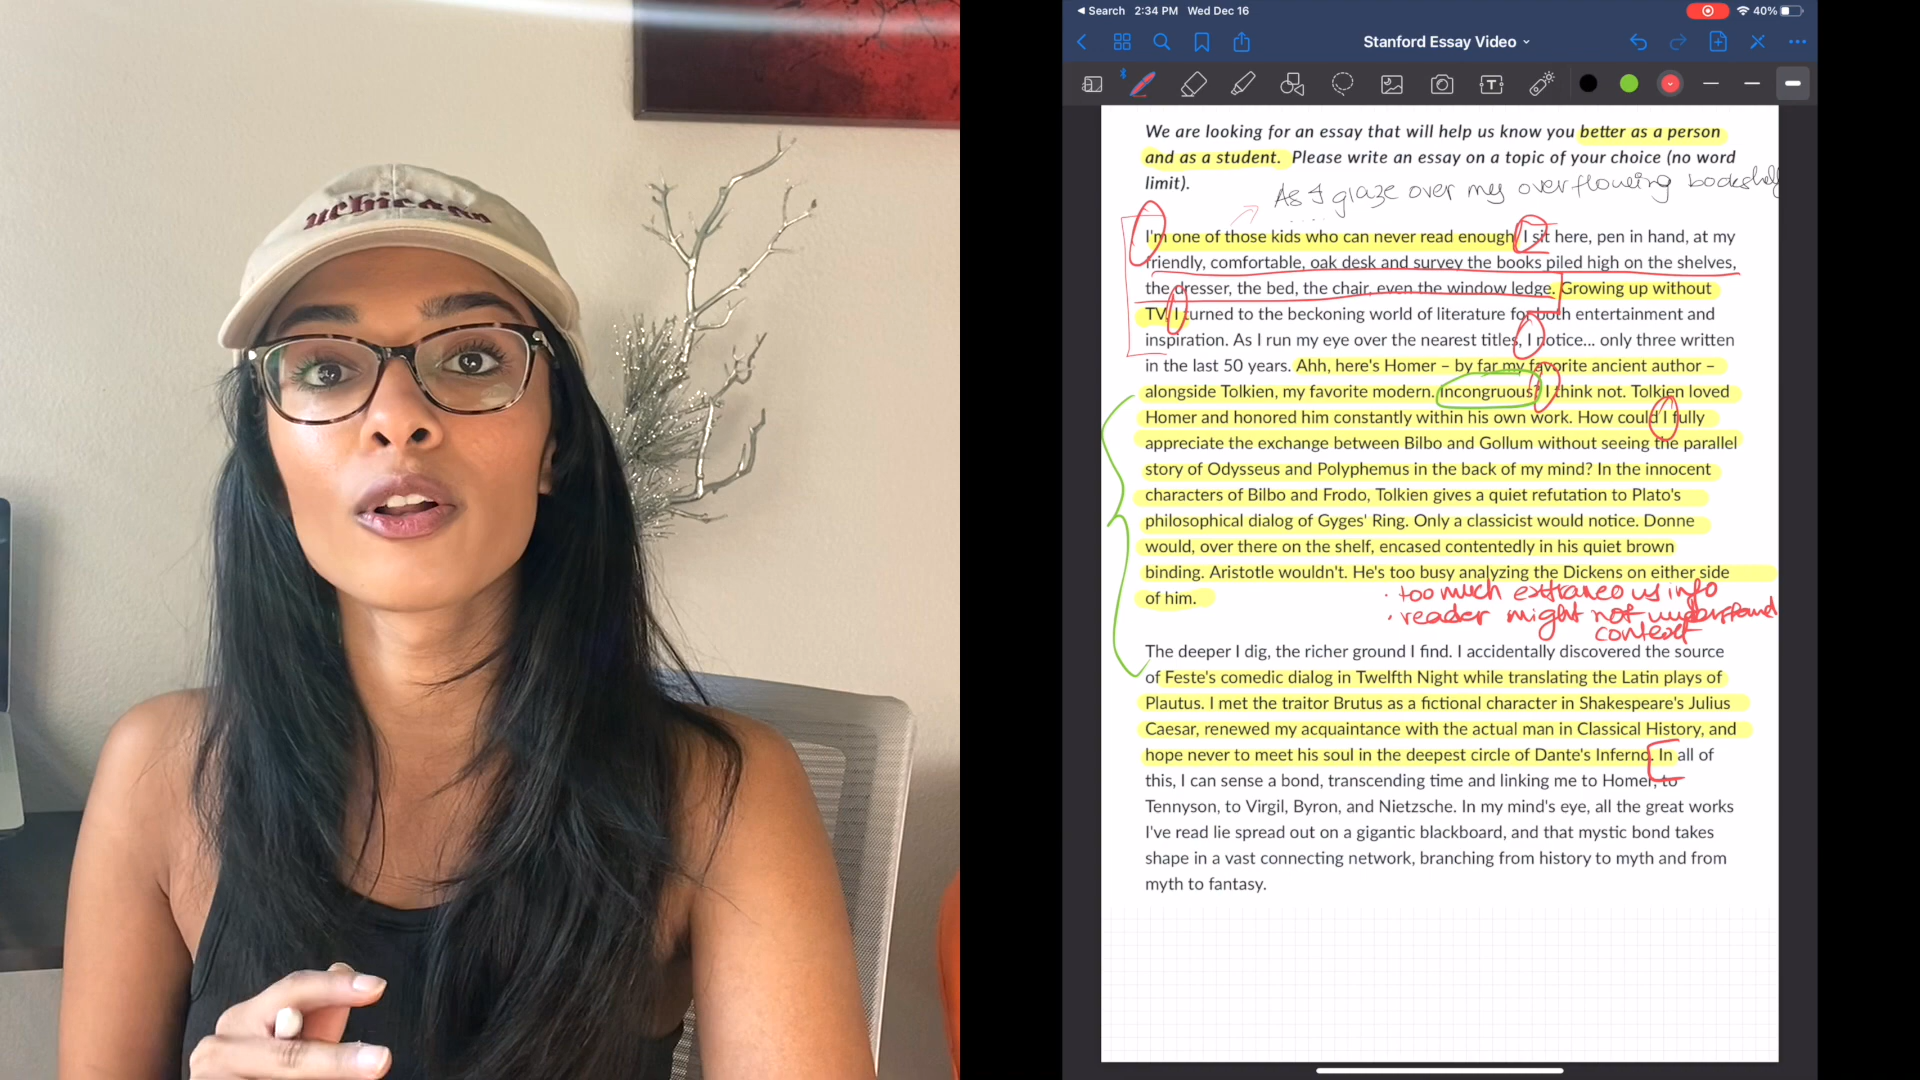 uchicago
Search 2:34 PM Wed Dec 16
40%
Stanford Essay Video
T
We are looking for an essay that will help us know you better as a person
and as a student. Please write an essay on a topic of your choice (no word
limit).
As I glaze over my overflowing bookshelf
....
I'm one of those kids who can never read enough. I sit here, pen in hand, at my
friendly, comfortable, oak desk and survey the books piled high on the shelves,
the dresser, the bed, the chair, even the window ledge. Growing up without
TV, I turned to the beckoning world of literature for both entertainment and
inspiration. As I run my eye over the nearest titles, I notice... only three written
in the last 50 years. Ahh, here's Homer – by far my favorite ancient author –
alongside Tolkien, my favorite modern. Incongruous? I think not. Tolkien loved
Homer and honored him constantly within his own work. How could I fully
appreciate the exchange between Bilbo and Gollum without seeing the parallel
story of Odysseus and Polyphemus in the back of my mind? In the innocent
characters of Bilbo and Frodo, Tolkien gives a quiet refutation to Plato's
philosophical dialog of Gyges' Ring. Only a classicist would notice. Donne
would, over there on the shelf, encased contentedly in his quiet brown
binding. Aristotle wouldn't. He's too busy analyzing the Dickens on either side
of him.
· too much extraneous info
· reader might not understand
context
The deeper I dig, the richer ground I find. I accidentally discovered the source
of Feste's comedic dialog in Twelfth Night while translating the Latin plays of
Plautus. I met the traitor Brutus as a fictional character in Shakespeare's Julius
Caesar, renewed my acquaintance with the actual man in Classical History, and
hope never to meet his soul in the deepest circle of Dante's Inferno. In all of
this, I can sense a bond, transcending time and linking me to Homer, to
Tennyson, to Virgil, Byron, and Nietzsche. In my mind's eye, all the great works
I've read lie spread out on a gigantic blackboard, and that mystic bond takes
shape in a vast connecting network, branching from history to myth and from
myth to fantasy.